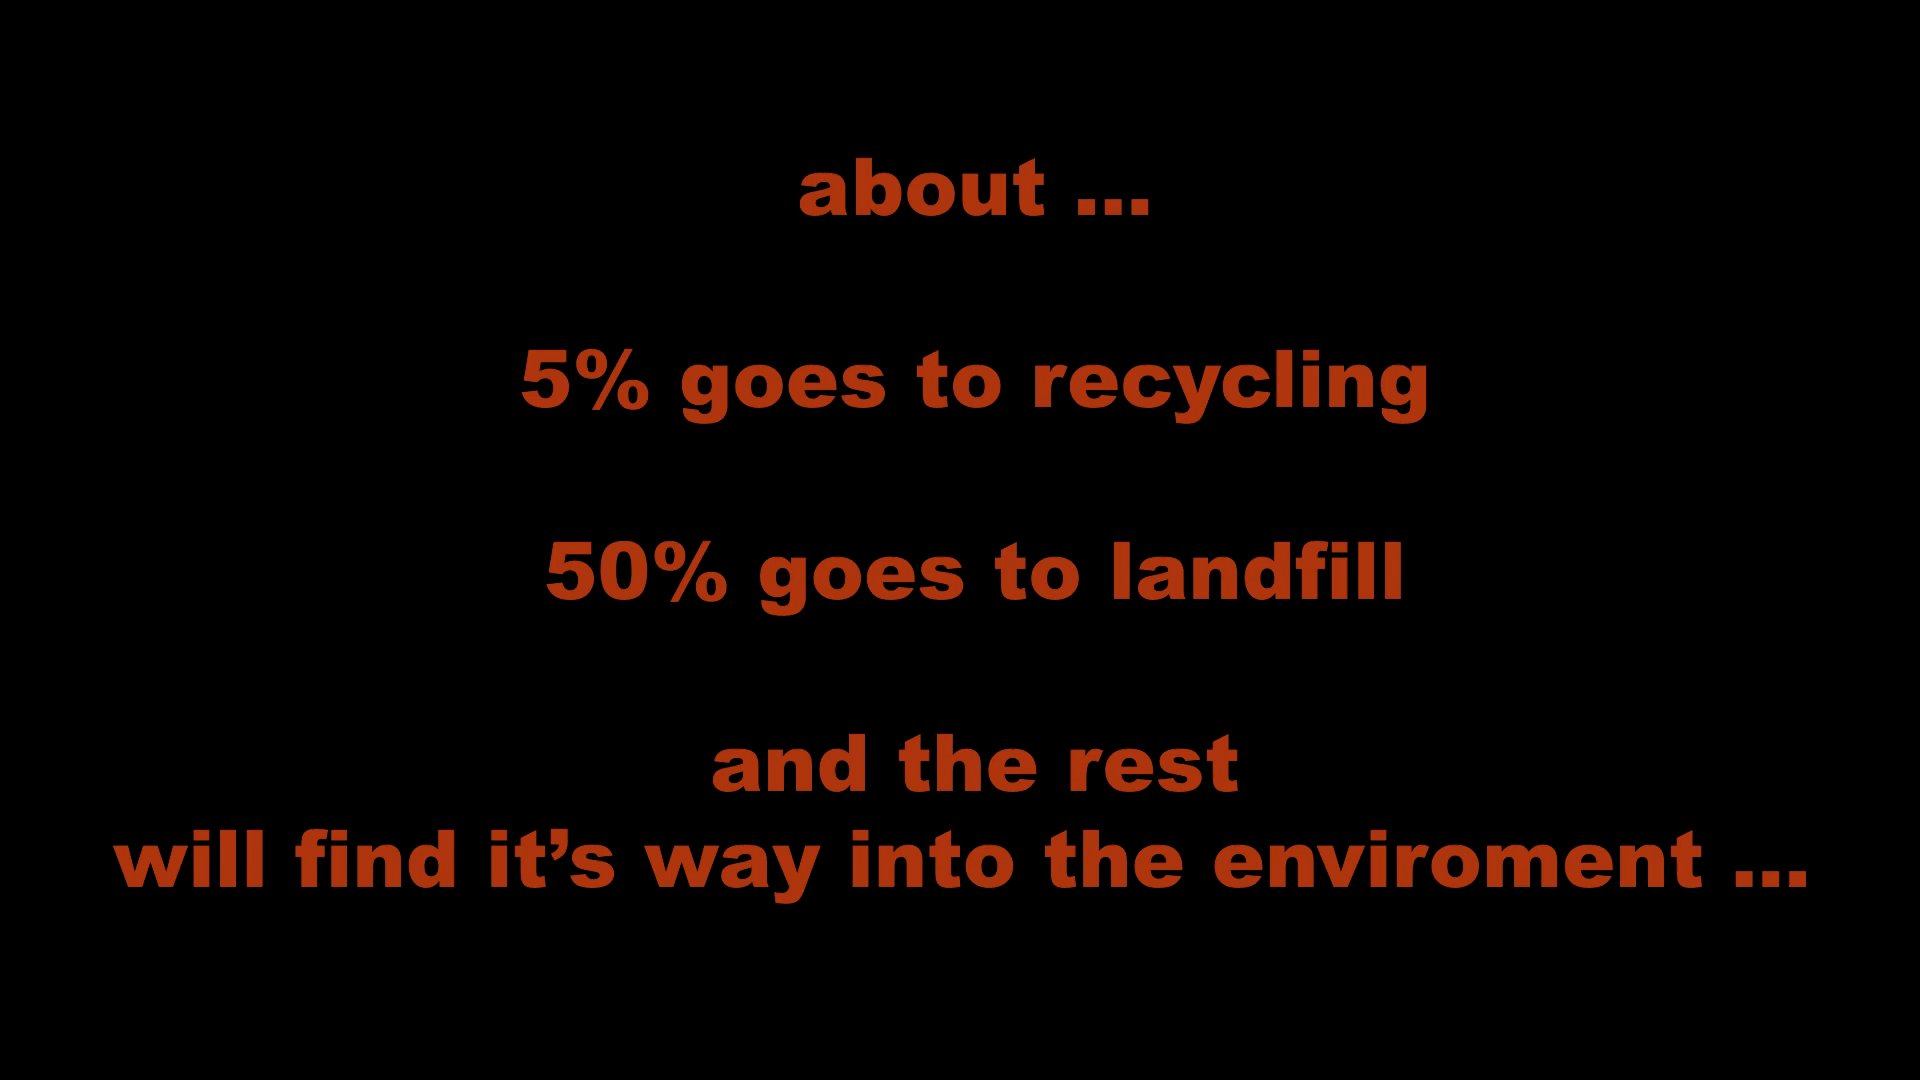 about ...
5% goes to recycling
50% goes to landfill
and the rest
will find it’s way into the enviroment ...